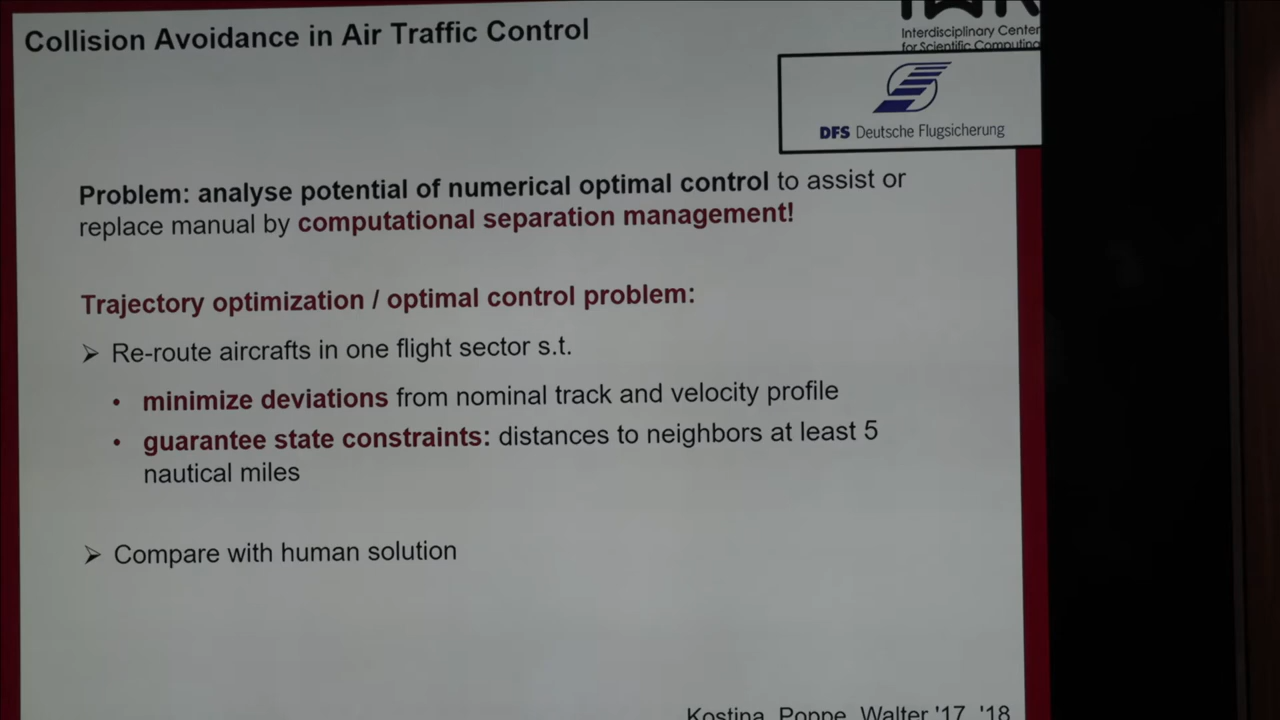 Collision Avoidance in Air Traffic Control
Interdisciplinary Center
for Scientific Computing
DFS Deutsche Flugsicherung
Problem: analyse potential of numerical optimal control to assist or
replace manual by computational separation management!
Trajectory optimization / optimal control problem:
➤ Re-route aircrafts in one flight sector s.t.
• minimize deviations from nominal track and velocity profile
• guarantee state constraints: distances to neighbors at least 5
nautical miles
➤ Compare with human solution
Kostina, Poppe, Walter '17, '18